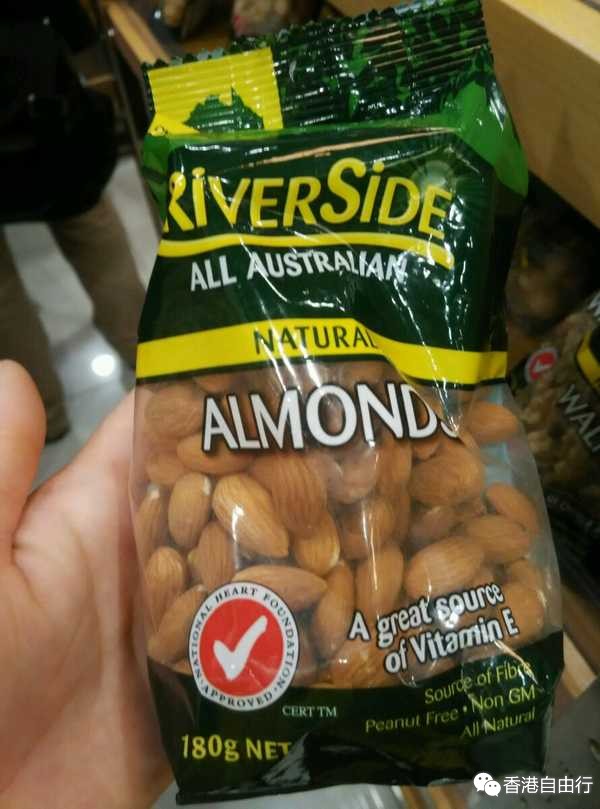 RiVERSiDE
ALL AUSTRALIAN
NATURAL
ALMONDS
NATIONAL HEART FOUNDATION
APPROVED
CERT TM
A great source
of Vitamin E
Source of Fibre
Peanut Free • Non GM
All Natural
180g NET
WAL
香港自由行